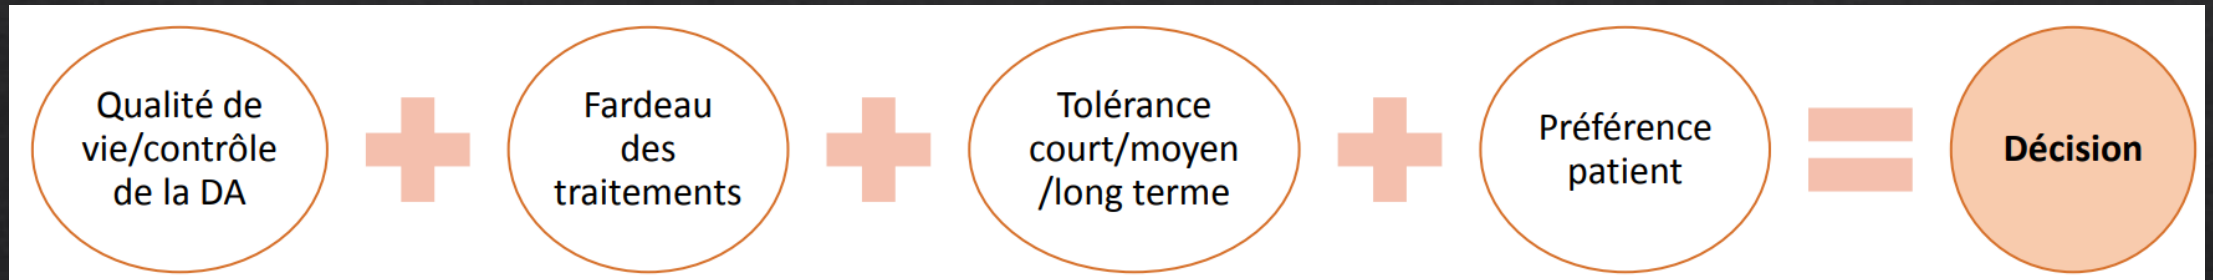 Qualité de
vie/contrôle
de la DA
Fardeau
des
traitements
Tolérance
court/moyen
/long terme
Préférence
patient
Décision